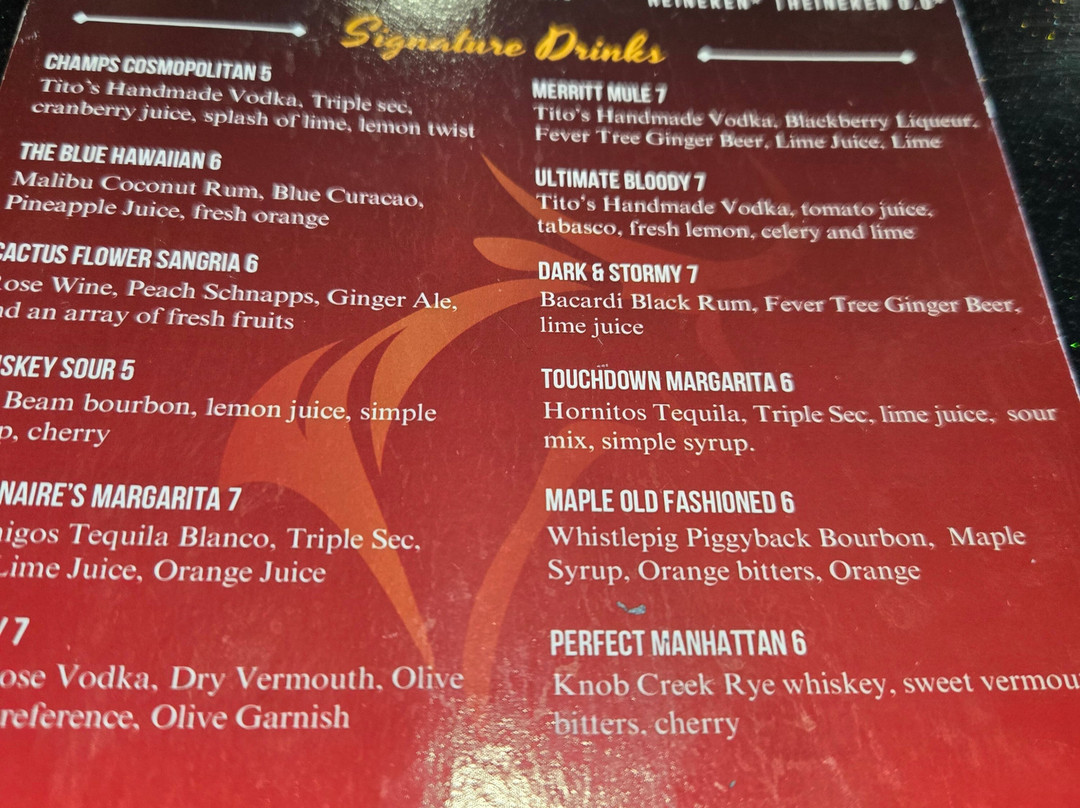 Signature Drinks
CHAMPS COSMOPOLITAN 5
Tito's Handmade Vodka, Triple sec,
cranberry juice, splash of lime, lemon twist
THE BLUE HAWAIIAN 6
Malibu Coconut Rum, Blue Curacao,
Pineapple Juice, fresh orange
CACTUS FLOWER SANGRIA 6
Wine, Peach Schnapps, Ginger Ale,
an array of fresh fruits
SOUR 5
Beam bourbon, lemon juice, simple
cherry
MARGARITA 7
Tequila Blanco, Triple Sec,
Lime Juice, Orange Juice
7
Vodka, Dry Vermouth, Olive
Olive Garnish
HEINEKEN
MERRITT MULE 7
Tito's Handmade Vodka, Blackberry Liqueur,
Fever Tree Ginger Beer, Lime Juice, Lime
ULTIMATE BLOODY 7
Tito's Handmade Vodka, tomato juice,
tabasco, fresh lemon, celery and lime
DARK & STORMY 7
Bacardi Black Rum, Fever Tree Ginger Beer,
lime juice
TOUCHDOWN MARGARITA 6
Hornitos Tequila, Triple Sec, lime juice, sour
mix, simple syrup.
MAPLE OLD FASHIONED 6
Whistlepig Piggyback Bourbon, Maple
Syrup, Orange bitters, Orange
PERFECT MANHATTAN 6
Knob Creek Rye whiskey, sweet
bitters, cherry